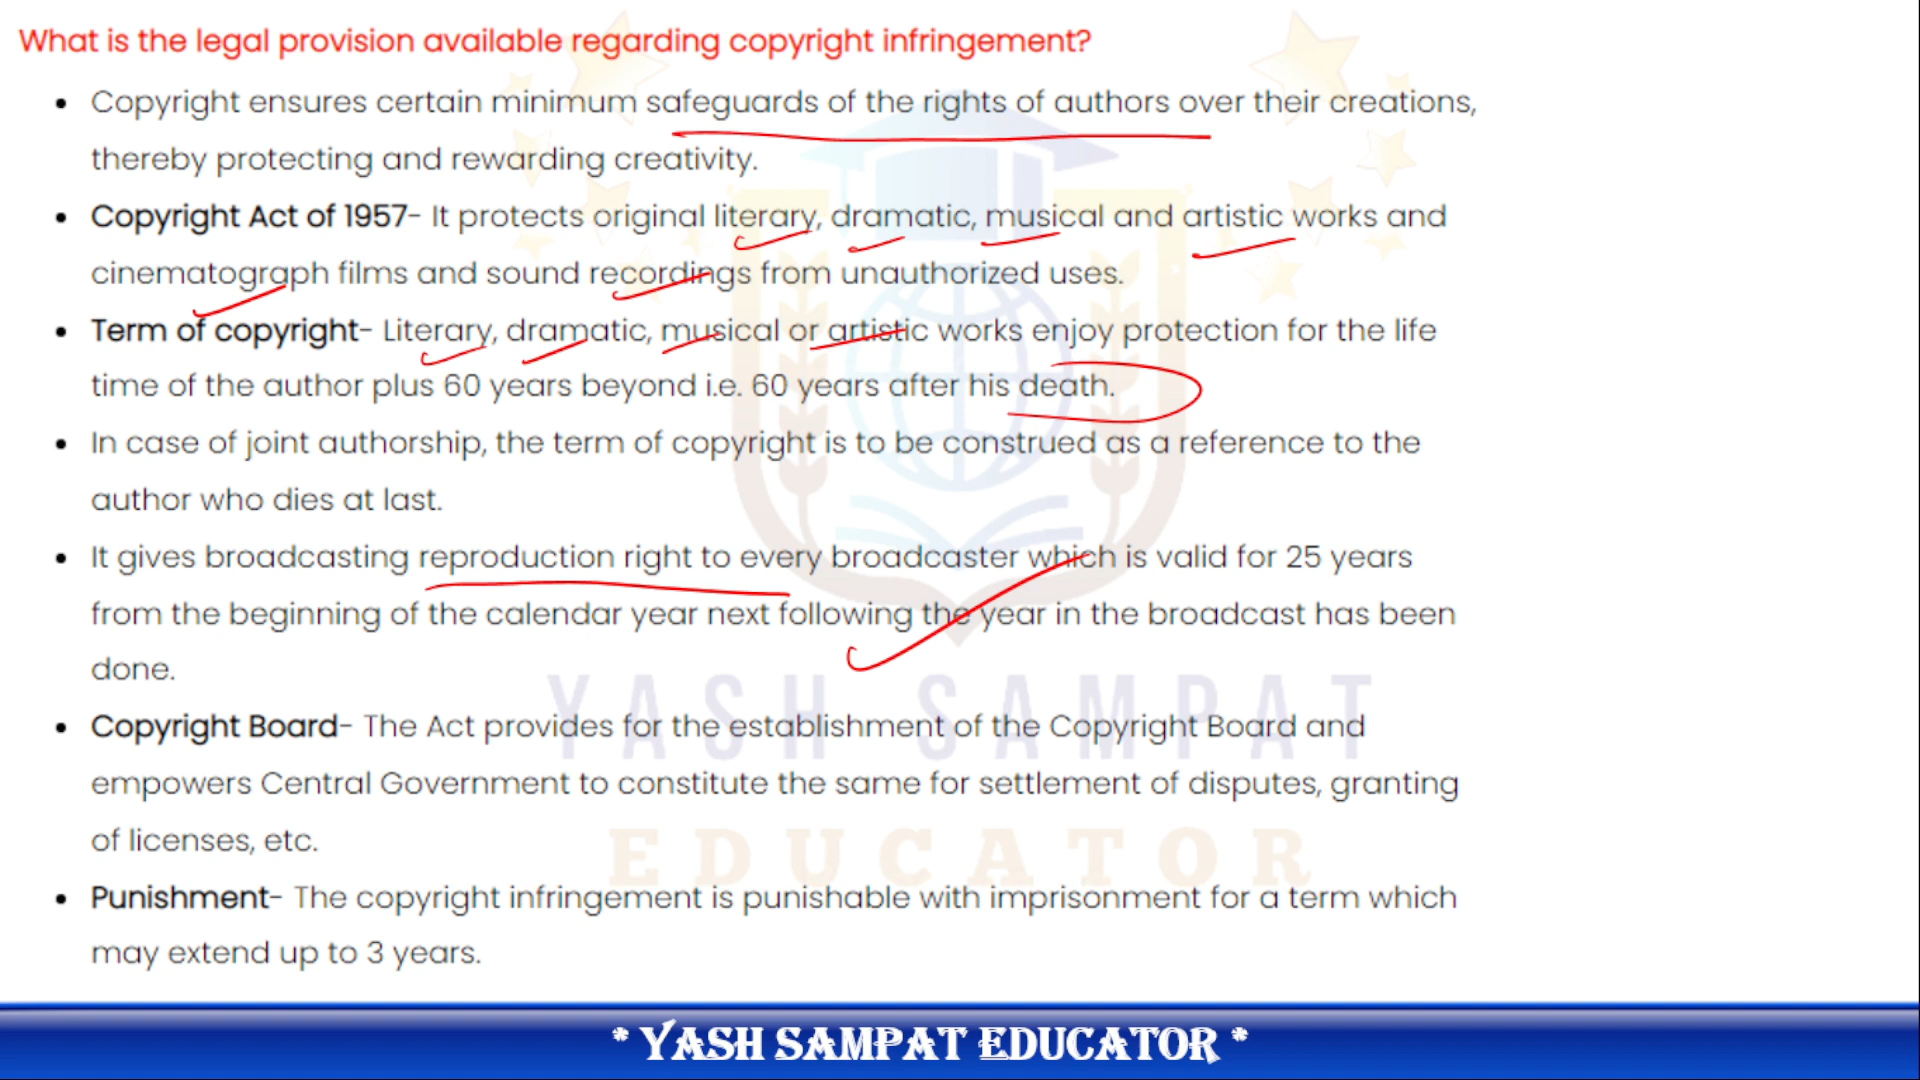 What is the legal provision available regarding copyright infringement?
• Copyright ensures certain minimum safeguards of the rights of authors over their creations,
thereby protecting and rewarding creativity.
• Copyright Act of 1957- It protects original literary, dramatic, musical and artistic works and
cinematograph films and sound recordings from unauthorized uses.
• Term of copyright- Literary, dramatic, musical or artistic works enjoy protection for the life
time of the author plus 60 years beyond i.e. 60 years after his death.
• In case of joint authorship, the term of copyright is to be construed as a reference to the
author who dies at last.
• It gives broadcasting reproduction right to every broadcaster which is valid for 25 years
from the beginning of the calendar year next following the year in the broadcast has been
done.
YASH SAMPAT
• Copyright Board- The Act provides for the establishment of the Copyright Board and
empowers Central Government to constitute the same for settlement of disputes, granting
of licenses, etc.
EDUCATOR
• Punishment- The copyright infringement is punishable with imprisonment for a term which
may extend up to 3 years.
* YASH SAMPAT EDUCATOR *